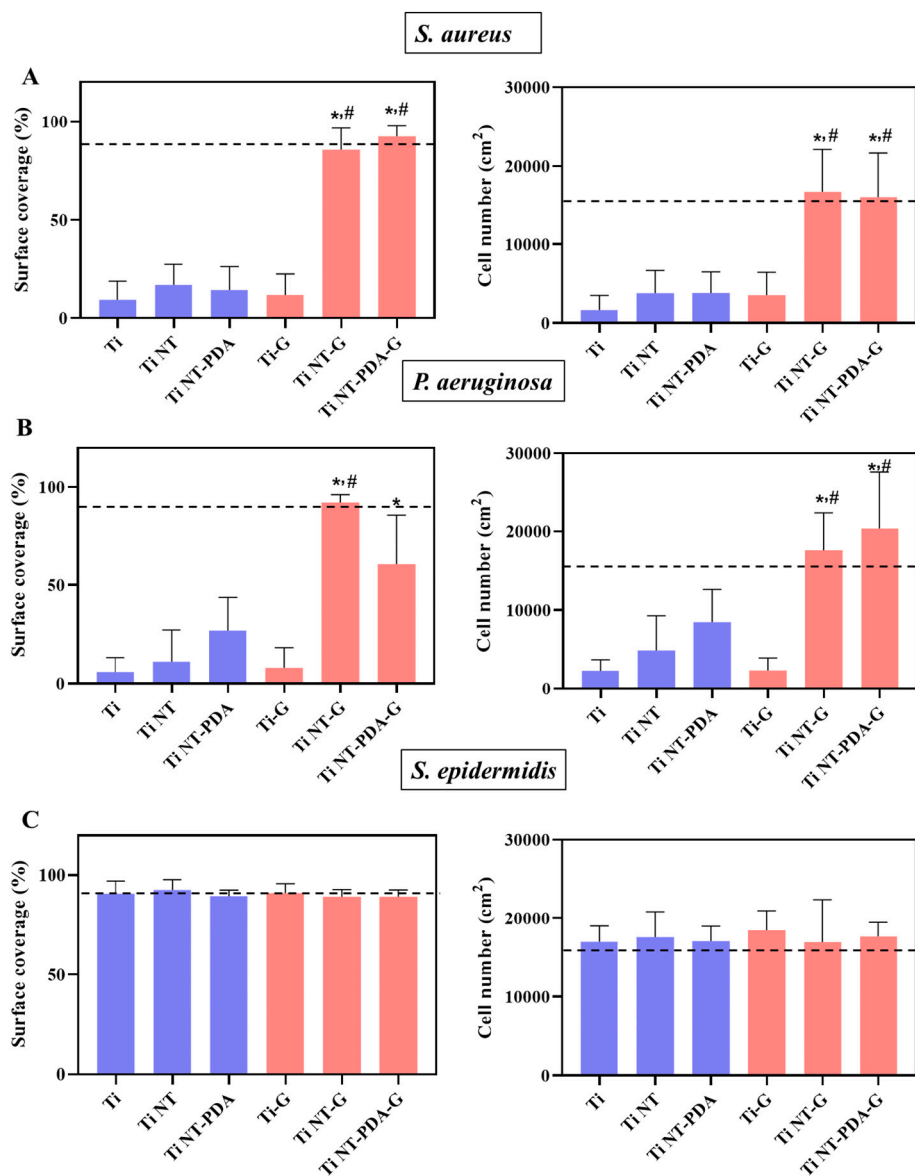 S. aureus
A
Surface coverage (%)
100
50
0
*,#
*,#
Ti
Ti NT
Ti NT-PDA
Ti-G
Ti NT-G
Ti NT-PDA-G
Cell number (cm²)
30000
20000
10000
0
*,#
*,#
Ti
Ti NT
Ti NT-PDA
Ti-G
Ti NT-G
Ti NT-PDA-G
P. aeruginosa
B
Surface coverage (%)
100
50
0
*,#
*
Ti
Ti NT
Ti NT-PDA
Ti-G
Ti NT-G
Ti NT-PDA-G
Cell number (cm²)
30000
20000
10000
0
*,#
*,#
Ti
Ti NT
Ti NT-PDA
Ti-G
Ti NT-G
Ti NT-PDA-G
S. epidermidis
C
Surface coverage (%)
100
50
0
Ti
Ti NT
Ti NT-PDA
Ti-G
Ti NT-G
Ti NT-PDA-G
Cell number (cm²)
30000
20000
10000
0
Ti
Ti NT
Ti NT-PDA
Ti-G
Ti NT-G
Ti NT-PDA-G